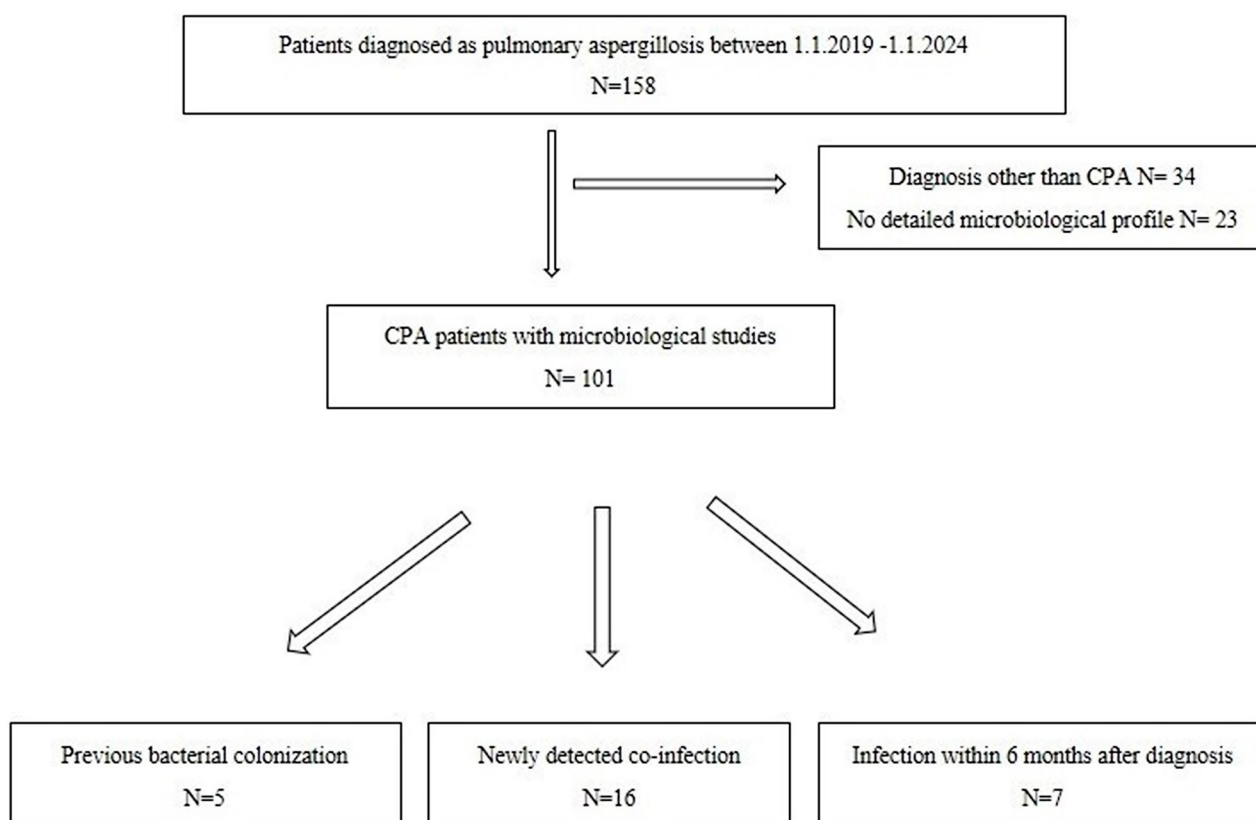 Patients diagnosed as pulmonary aspergillosis between 1.1.2019 -1.1.2024
N=158
Diagnosis other than CPA N= 34
No detailed microbiological profile N= 23
CPA patients with microbiological studies
N= 101
Previous bacterial colonization
N=5
Newly detected co-infection
N=16
Infection within 6 months after diagnosis
N=7